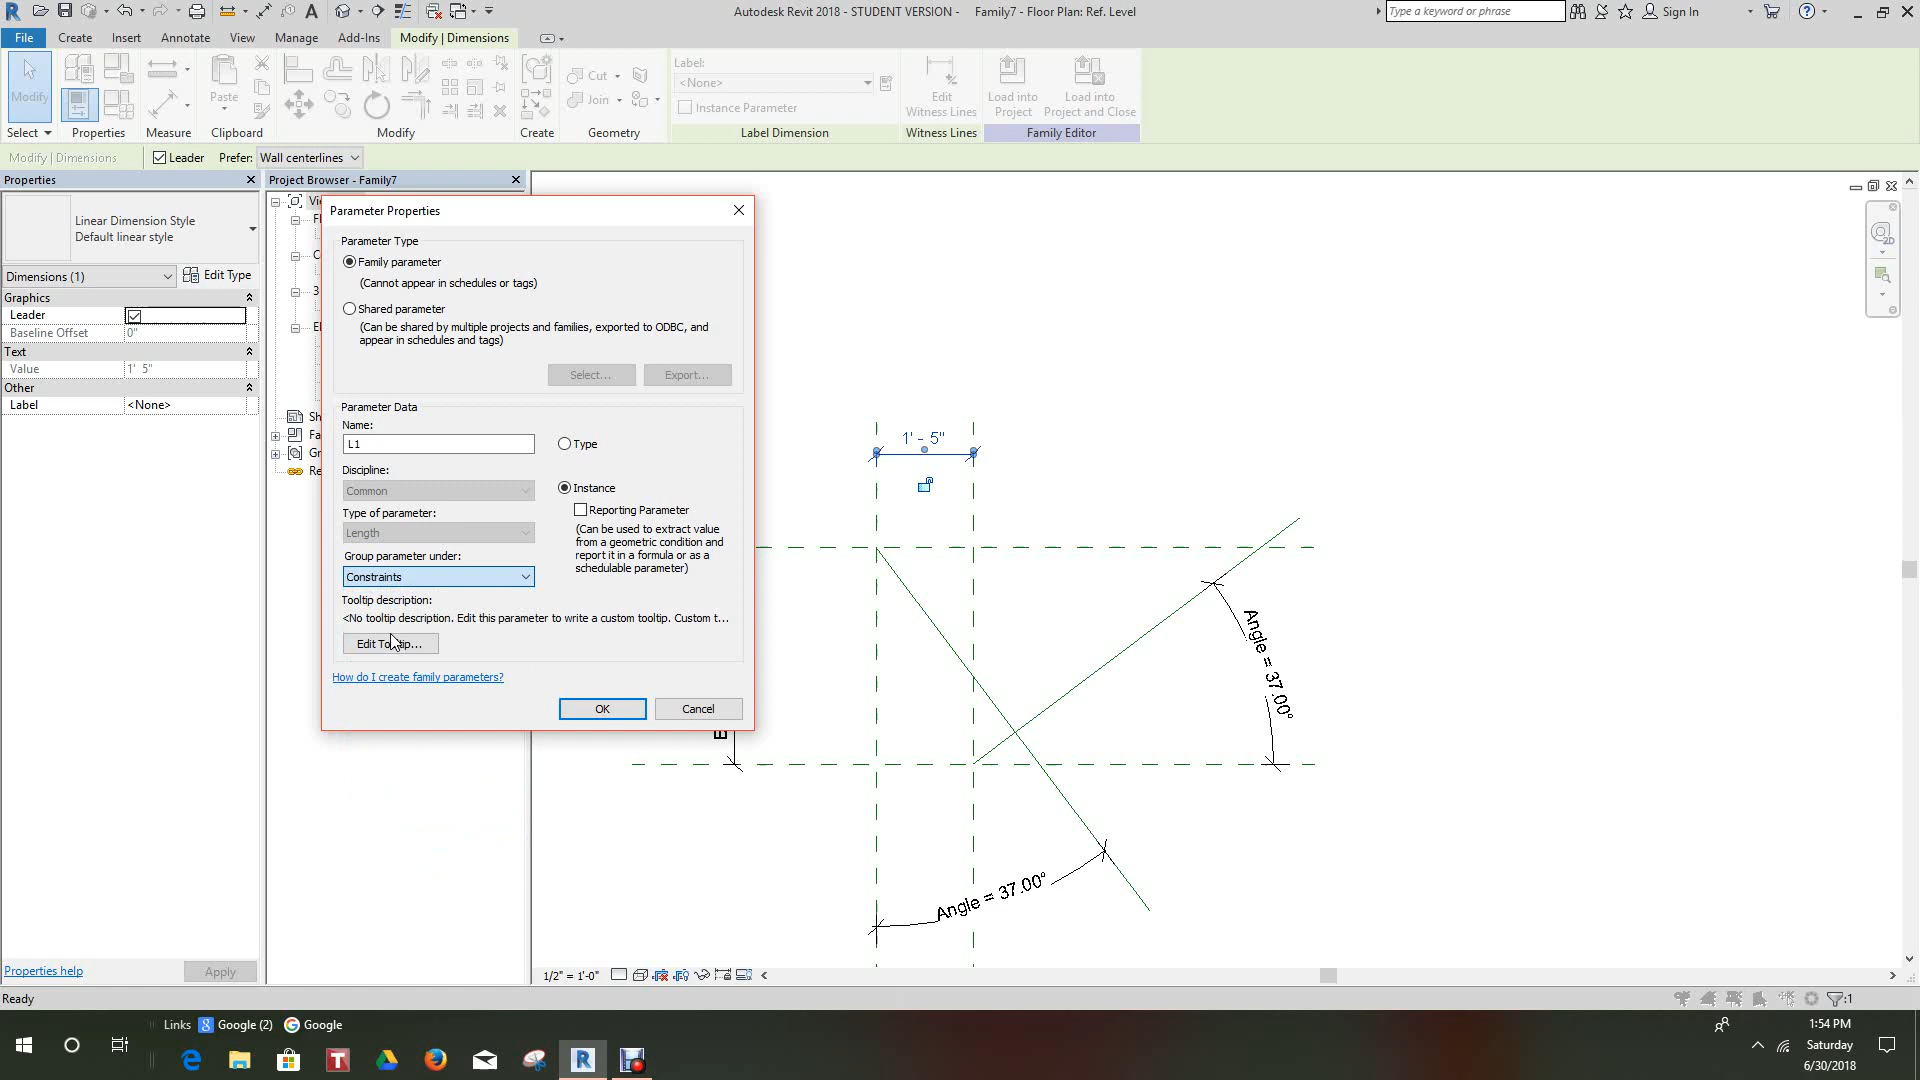 Autodesk Revit 2018 - STUDENT VERSION - Family7 - Floor Plan: Ref. Level
Type a keyword or phrase
Sign In
File Create Insert Annotate View Manage Add-Ins Modify | Dimensions
Modify
Paste
Cut
Join
Label:
<None>
Instance Parameter
Edit
Witness Lines
Load into
Project
Load into
Project and Close
Select Properties Measure Clipboard Modify Create Geometry Label Dimension Witness Lines Family Editor
Modify | Dimensions Leader Prefer: Wall centerlines
Properties
Project Browser - Family7
Linear Dimension Style
Default linear style
Dimensions (1) Edit Type
Graphics
Leader
Baseline Offset 0"
Text
Value 1' 5"
Other
Label <None>
Properties help Apply
Parameter Properties
Parameter Type
Family parameter
(Cannot appear in schedules or tags)
Shared parameter
(Can be shared by multiple projects and families, exported to ODBC, and
appear in schedules and tags)
Select... Export...
Parameter Data
Name:
L1
Type
Discipline:
Common
Instance
Reporting Parameter
Type of parameter:
Length
(Can be used to extract value
from a geometric condition and
report it in a formula or as a
schedulable parameter)
Group parameter under:
Constraints
Tooltip description:
<No tooltip description. Edit this parameter to write a custom tooltip. Custom t...
How do I create family parameters?
OK Cancel
1' - 5"
Angle = 37.00°
Angle = 37.00°
2D
1/2" = 1'-0"
Ready
:1
Links Google (2) Google
1:54 PM
Saturday
6/30/2018